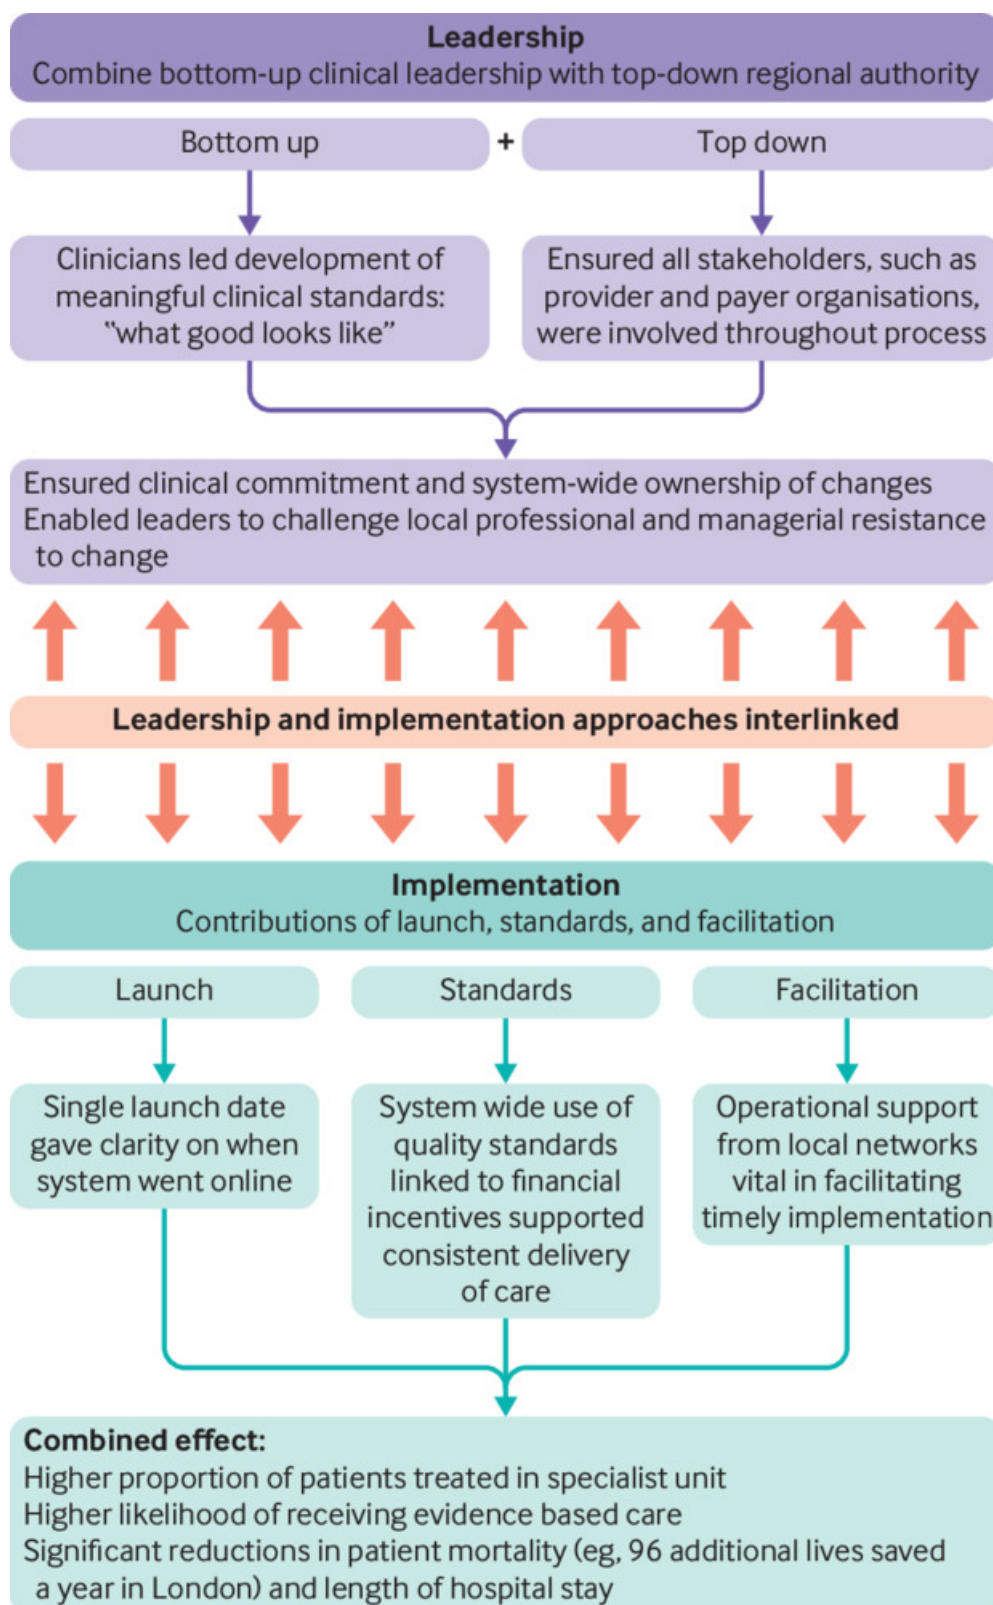 Leadership
Combine bottom-up clinical leadership with top-down regional authority
Bottom up
+
Top down
Clinicians led development of
meaningful clinical standards:
“what good looks like”
Ensured all stakeholders, such as
provider and payer organisations,
were involved throughout process
Ensured clinical commitment and system-wide ownership of changes
Enabled leaders to challenge local professional and managerial resistance
to change
Leadership and implementation approaches interlinked
Implementation
Contributions of launch, standards, and facilitation
Launch
Standards
Facilitation
Single launch date
gave clarity on when
system went online
System wide use of
quality standards
linked to financial
incentives supported
consistent delivery
of care
Operational support
from local networks
vital in facilitating
timely implementation
Combined effect:
Higher proportion of patients treated in specialist unit
Higher likelihood of receiving evidence based care
Significant reductions in patient mortality (eg, 96 additional lives saved
a year in London) and length of hospital stay